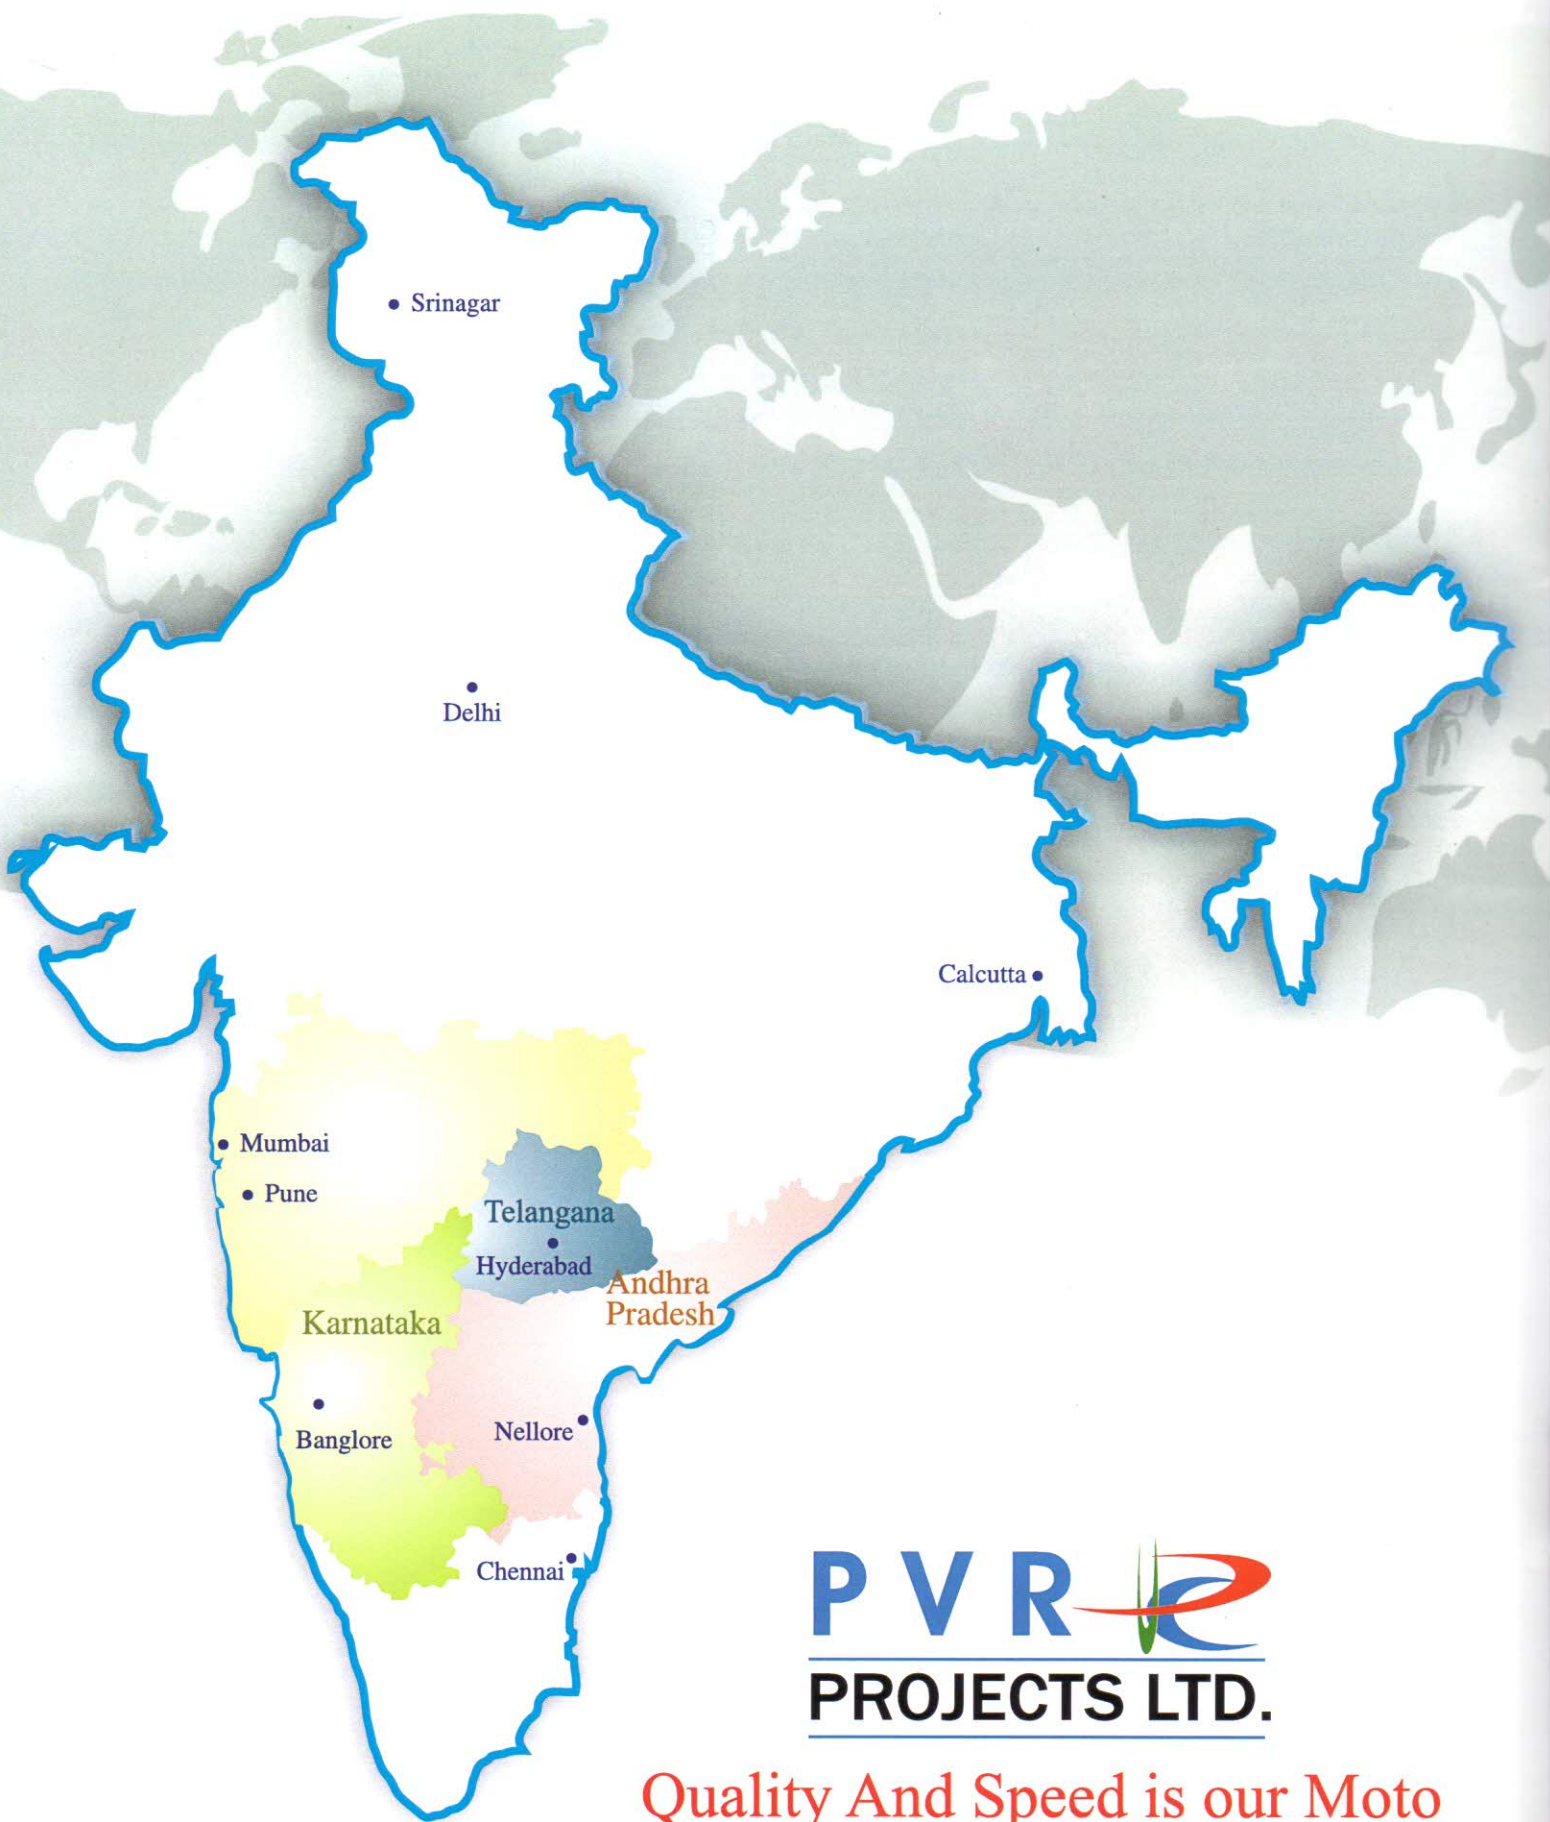 Srinagar
Delhi
Calcutta
Mumbai
Pune
Telangana
Hyderabad
Andhra
Pradesh
Karnataka
Banglore
Nellore
Chennai
PVR
PROJECTS LTD.
Quality And Speed is our Moto